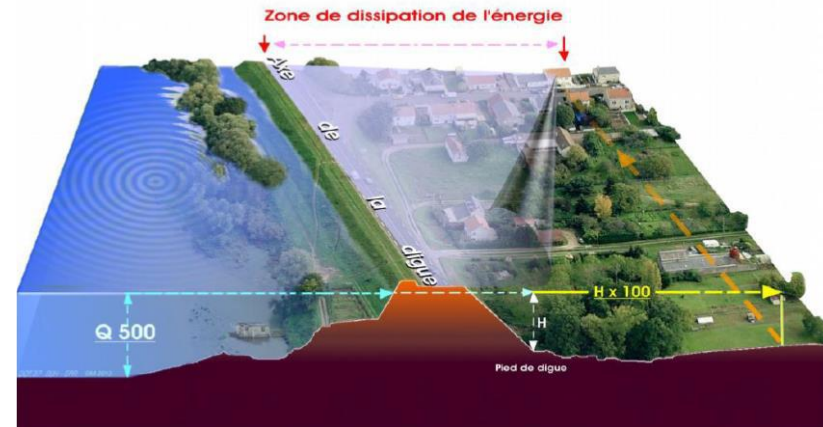 Zone de dissipation de l'énergie
Axe de la digue
Q 500
H x 100
H
Pied de digue